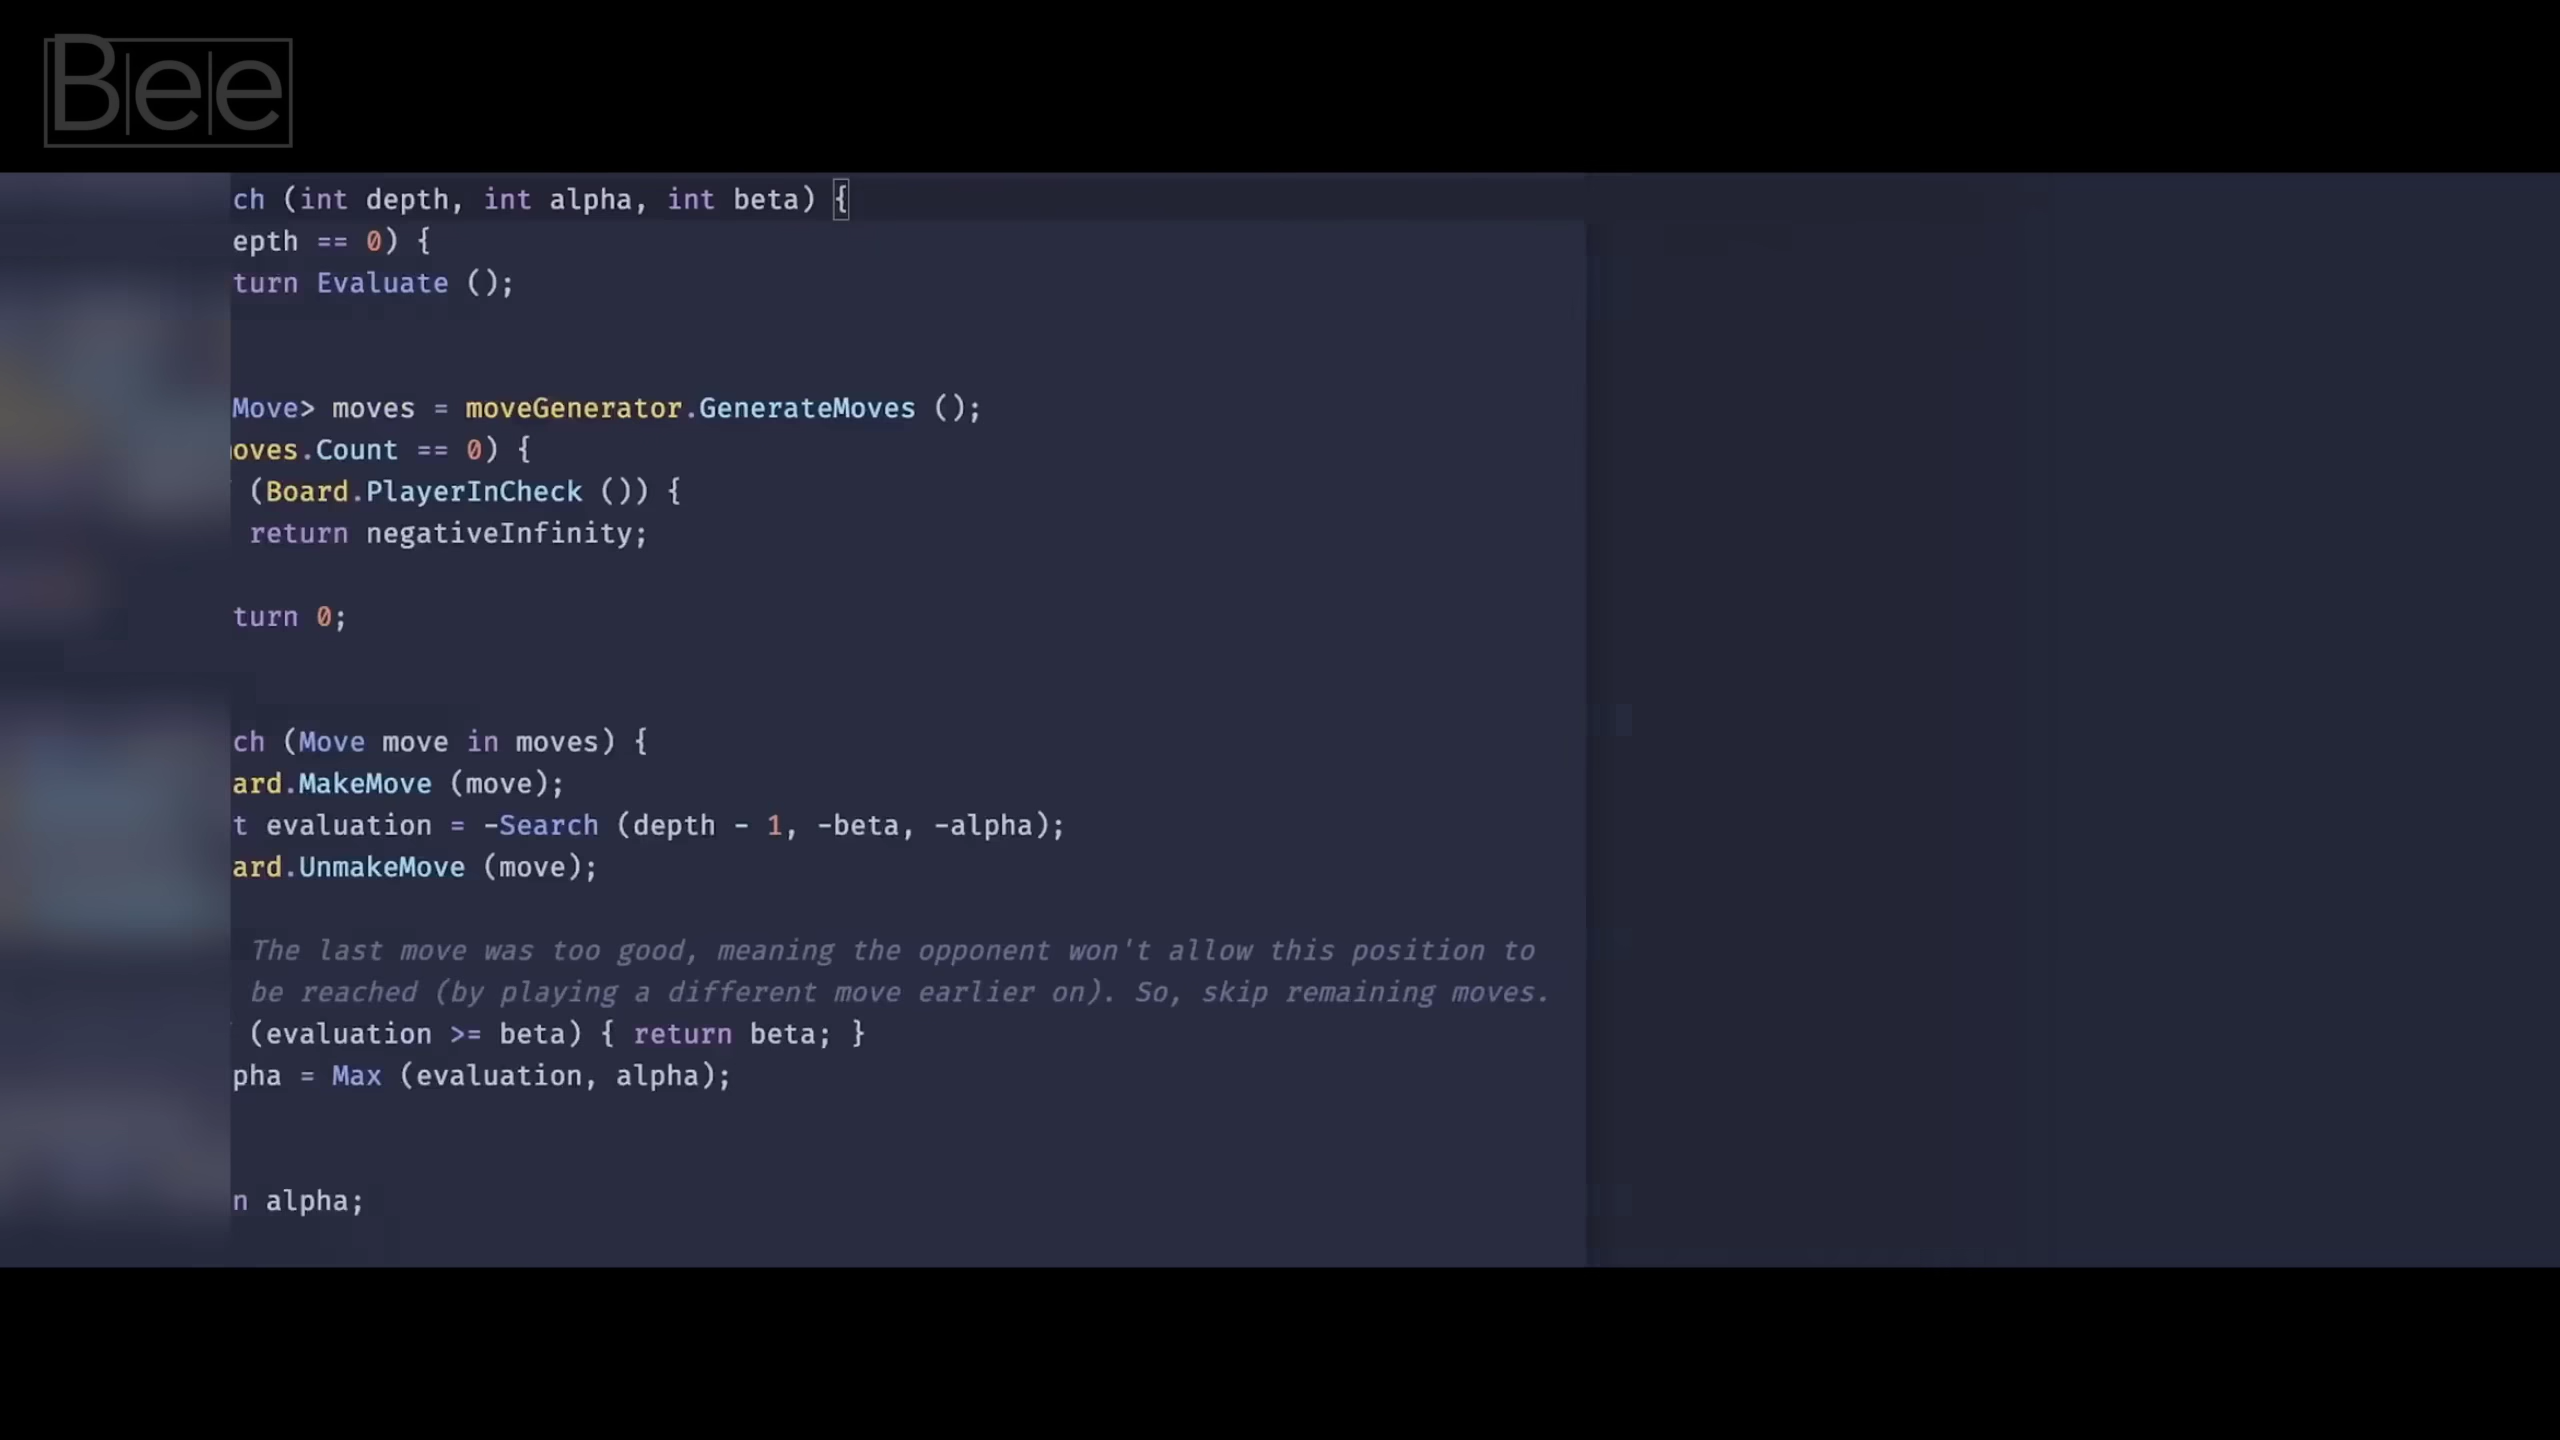 Bee
ch (int depth, int alpha, int beta) {
epth == 0) {
turn Evaluate ();
Move> moves = moveGenerator.GenerateMoves ();
oves.Count == 0) {
(Board.PlayerInCheck ()) {
return negativeInfinity;
turn 0;
ch (Move move in moves) {
ard.MakeMove (move);
t evaluation = -Search (depth - 1, -beta, -alpha);
ard.UnmakeMove (move);
The last move was too good, meaning the opponent won't allow this position to
be reached (by playing a different move earlier on). So, skip remaining moves.
(evaluation >= beta) { return beta; }
pha = Max (evaluation, alpha);
n alpha;